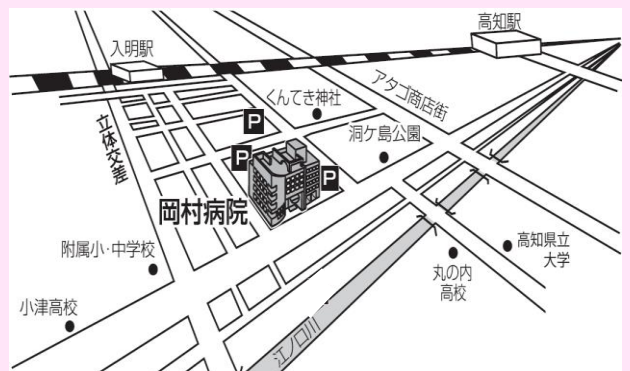 高知駅
入明駅
アタゴ商店街
くんてき神社
P
洞ケ島公園
立体交差
P
P
岡村病院
附属小・中学校
高知県立
大学
丸の内
高校
小津高校
江ノ口川